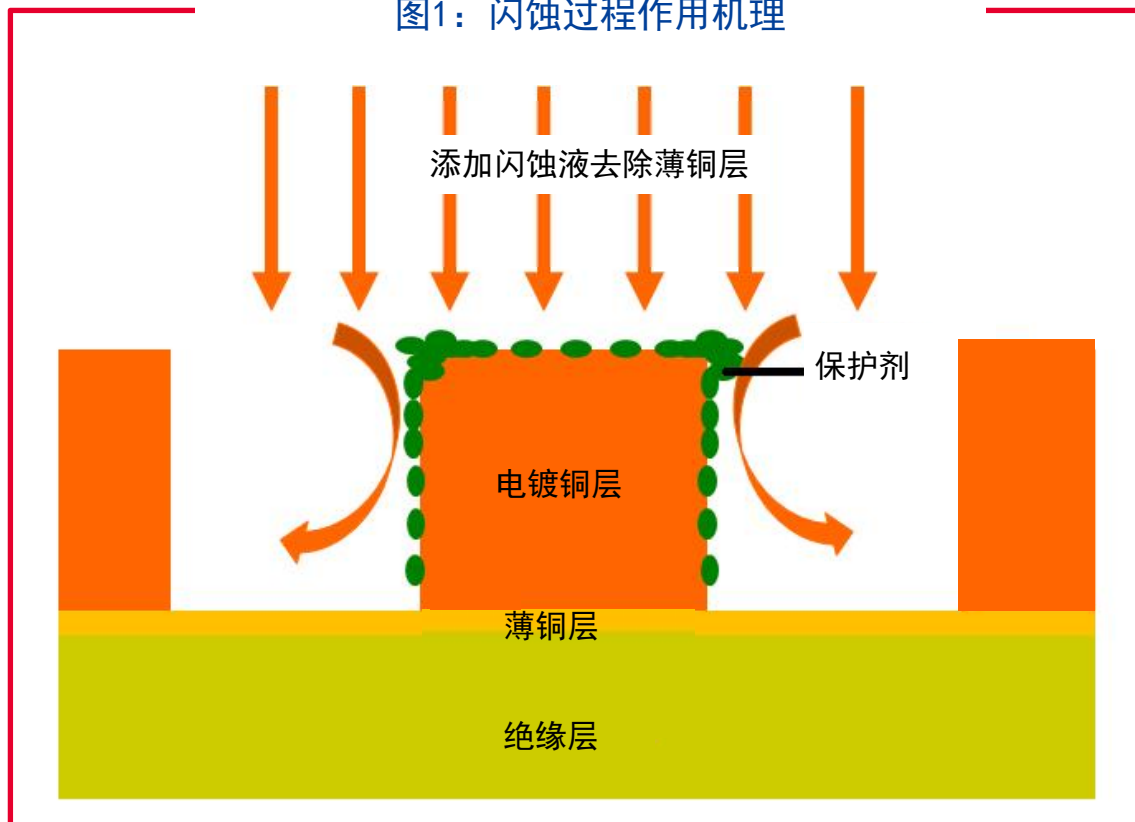 图1：闪蚀过程作用机理
添加闪蚀液去除薄铜层
保护剂
电镀铜层
薄铜层
绝缘层